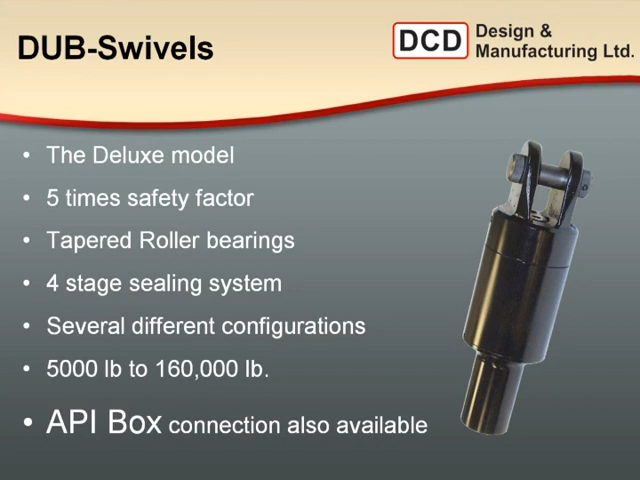 DUB-Swivels
DCD Design &
Manufacturing Ltd.
• The Deluxe model
• 5 times safety factor
• Tapered Roller bearings
• 4 stage sealing system
• Several different configurations
• 5000 lb to 160,000 lb.
• API Box connection also available